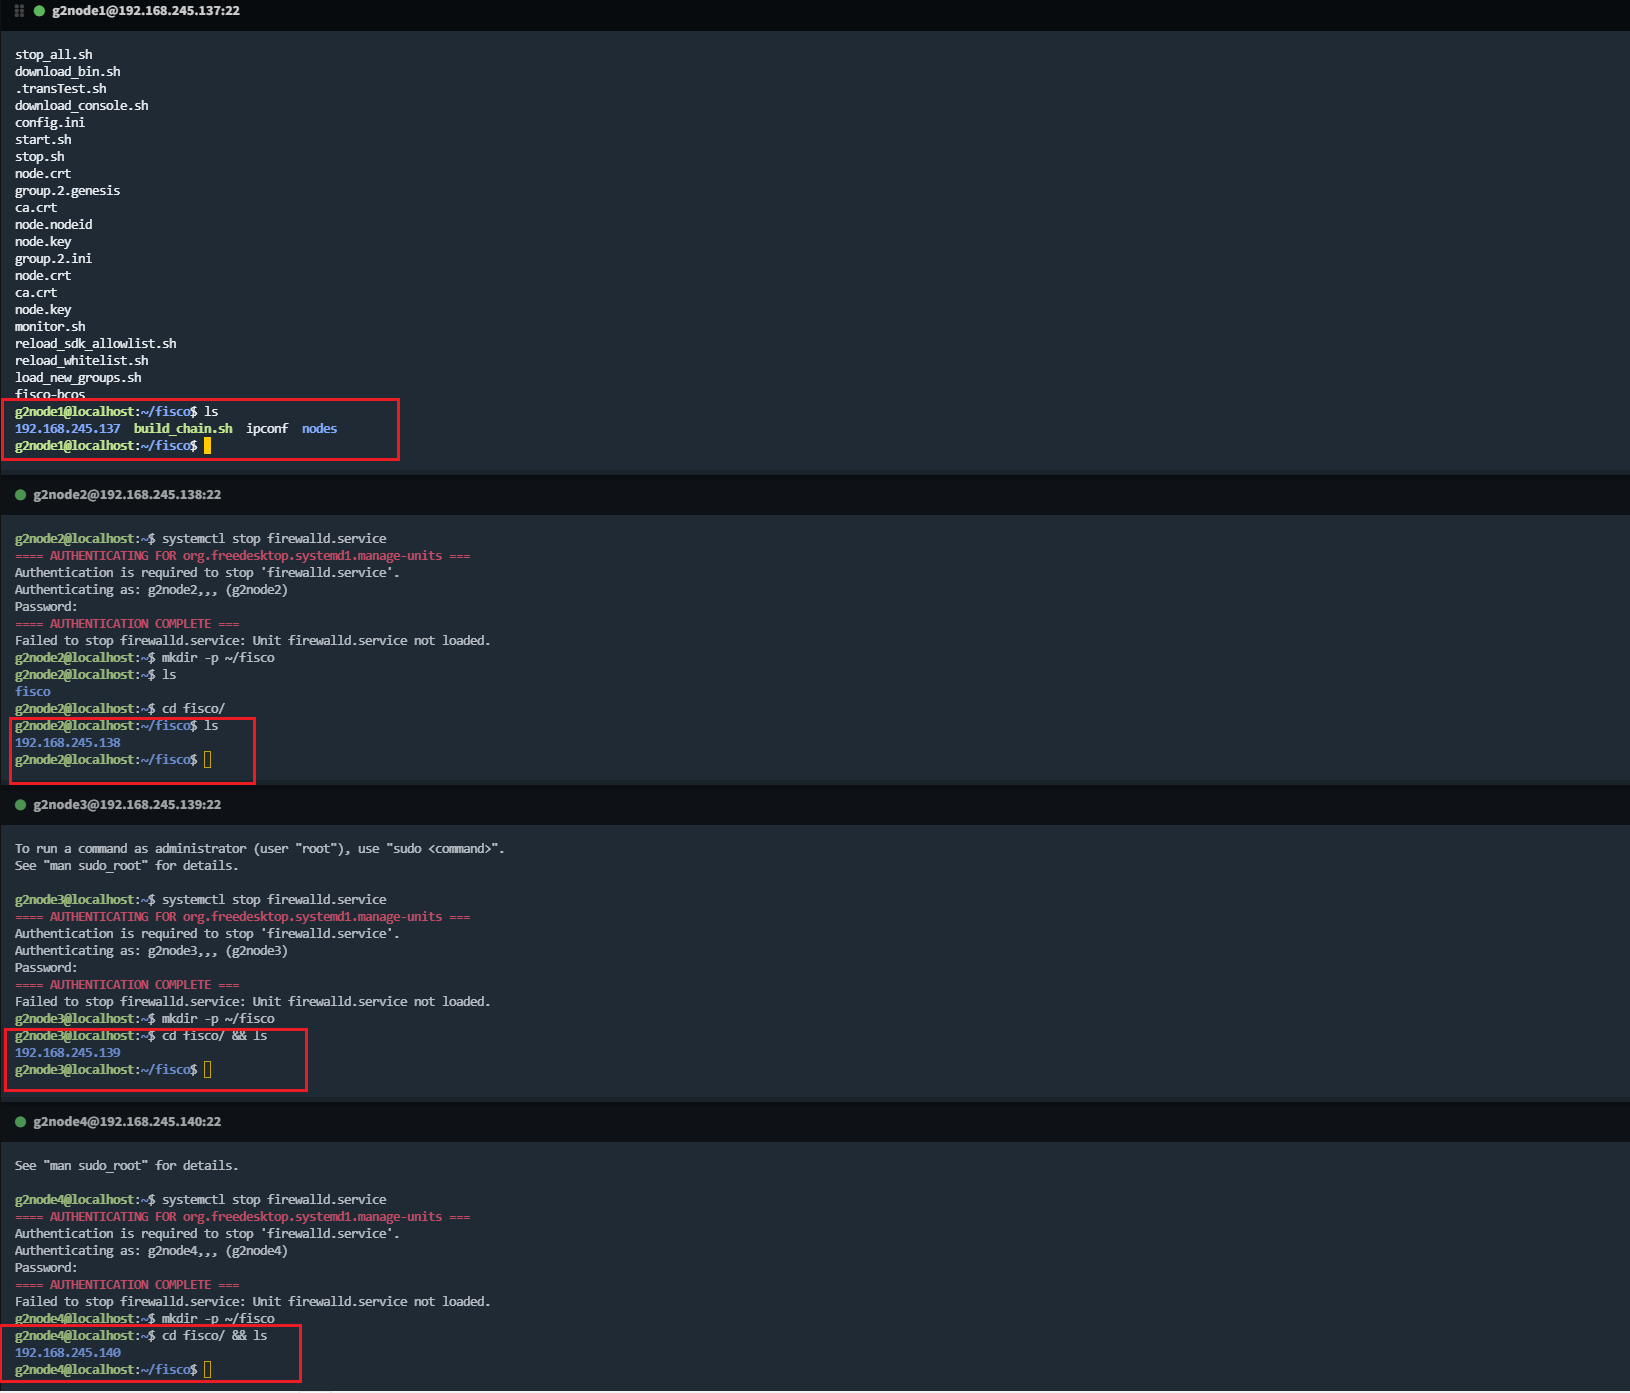 g2node1@192.168.245.137:22
stop_all.sh
download_bin.sh
.transTest.sh
download_console.sh
config.ini
start.sh
stop.sh
node.crt
group.2.genesis
ca.crt
node.nodeid
node.key
group.2.ini
node.crt
ca.crt
node.key
monitor.sh
reload_sdk_allowlist.sh
reload_whitelist.sh
load_new_groups.sh
fisco-bcos
g2node1@localhost:~/fisco$ ls
192.168.245.137  build_chain.sh  ipconf  nodes
g2node1@localhost:~/fisco$
g2node2@192.168.245.138:22
g2node2@localhost:~$ systemctl stop firewalld.service
==== AUTHENTICATING FOR org.freedesktop.systemd1.manage-units ===
Authentication is required to stop 'firewalld.service'.
Authenticating as: g2node2,,, (g2node2)
Password:
==== AUTHENTICATION COMPLETE ===
Failed to stop firewalld.service: Unit firewalld.service not loaded.
g2node2@localhost:~$ mkdir -p ~/fisco
g2node2@localhost:~$ ls
fisco
g2node2@localhost:~$ cd fisco/
g2node2@localhost:~/fisco$ ls
192.168.245.138
g2node2@localhost:~/fisco$
g2node3@192.168.245.139:22
To run a command as administrator (user "root"), use "sudo <command>".
See "man sudo_root" for details.
g2node3@localhost:~$ systemctl stop firewalld.service
==== AUTHENTICATING FOR org.freedesktop.systemd1.manage-units ===
Authentication is required to stop 'firewalld.service'.
Authenticating as: g2node3,,, (g2node3)
Password:
==== AUTHENTICATION COMPLETE ===
Failed to stop firewalld.service: Unit firewalld.service not loaded.
g2node3@localhost:~$ mkdir -p ~/fisco
g2node3@localhost:~$ cd fisco/ && ls
192.168.245.139
g2node3@localhost:~/fisco$
g2node4@192.168.245.140:22
See "man sudo_root" for details.
g2node4@localhost:~$ systemctl stop firewalld.service
==== AUTHENTICATING FOR org.freedesktop.systemd1.manage-units ===
Authentication is required to stop 'firewalld.service'.
Authenticating as: g2node4,,, (g2node4)
Password:
==== AUTHENTICATION COMPLETE ===
Failed to stop firewalld.service: Unit firewalld.service not loaded.
g2node4@localhost:~$ mkdir -p ~/fisco
g2node4@localhost:~$ cd fisco/ && ls
192.168.245.140
g2node4@localhost:~/fisco$